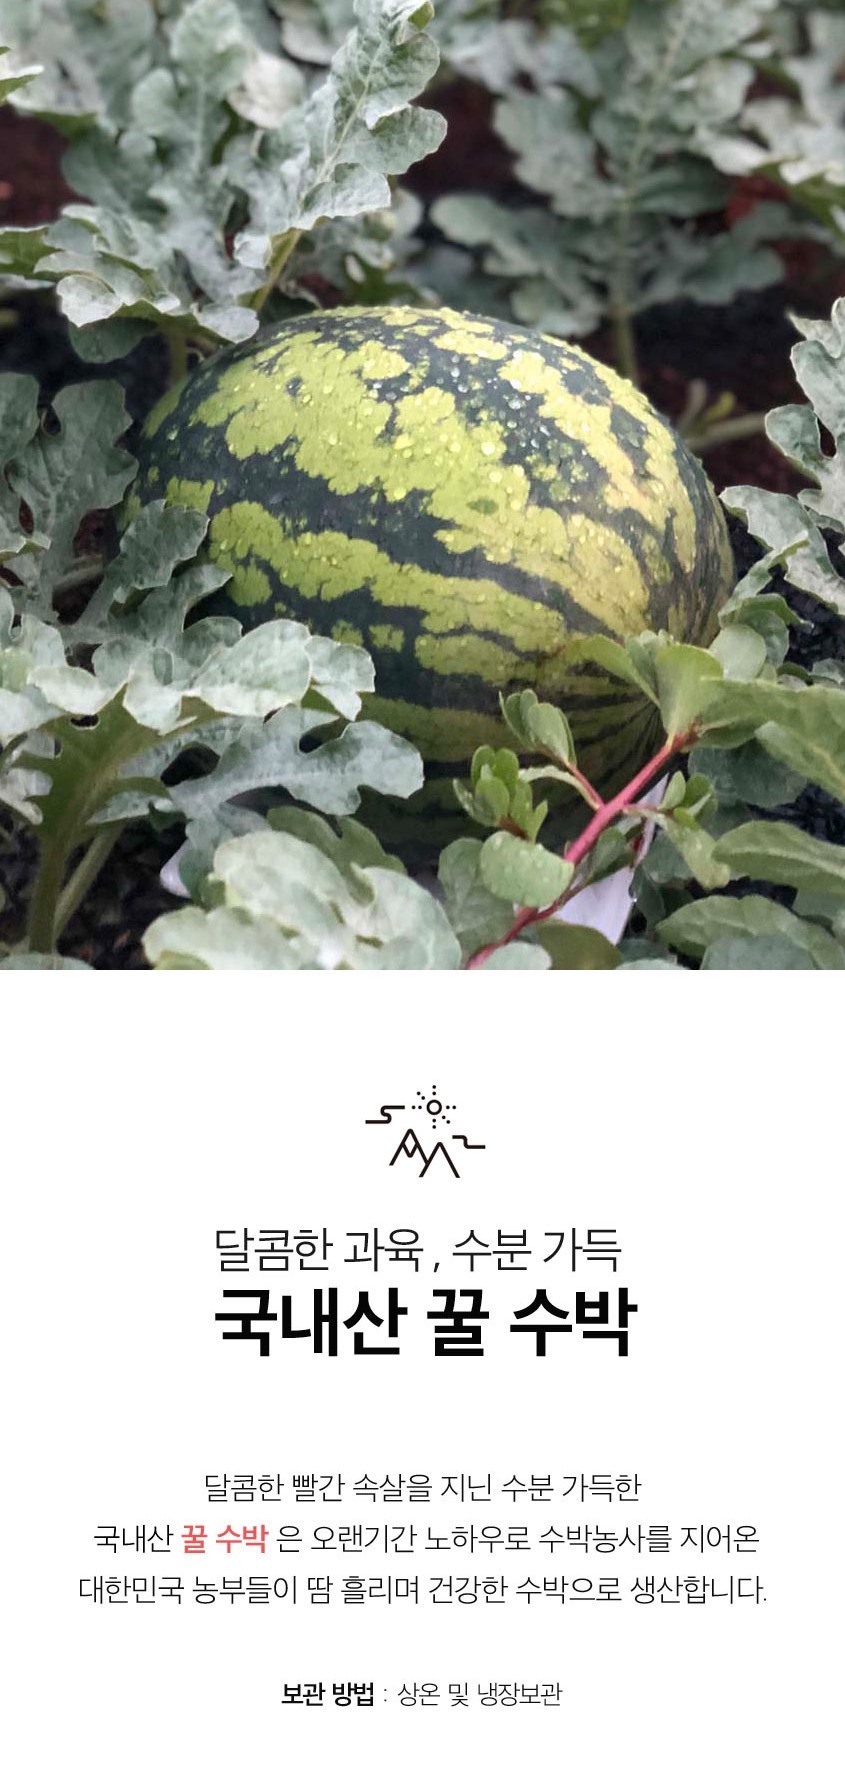 달콤한 과육 , 수분 가득
국내산 꿀 수박
달콤한 빨간 속살을 지닌 수분 가득한
국내산 꿀 수박 은 오랜기간 노하우로 수박농사를 지어온
대한민국 농부들이 땀 흘리며 건강한 수박으로 생산합니다.
보관 방법 : 상온 및 냉장보관